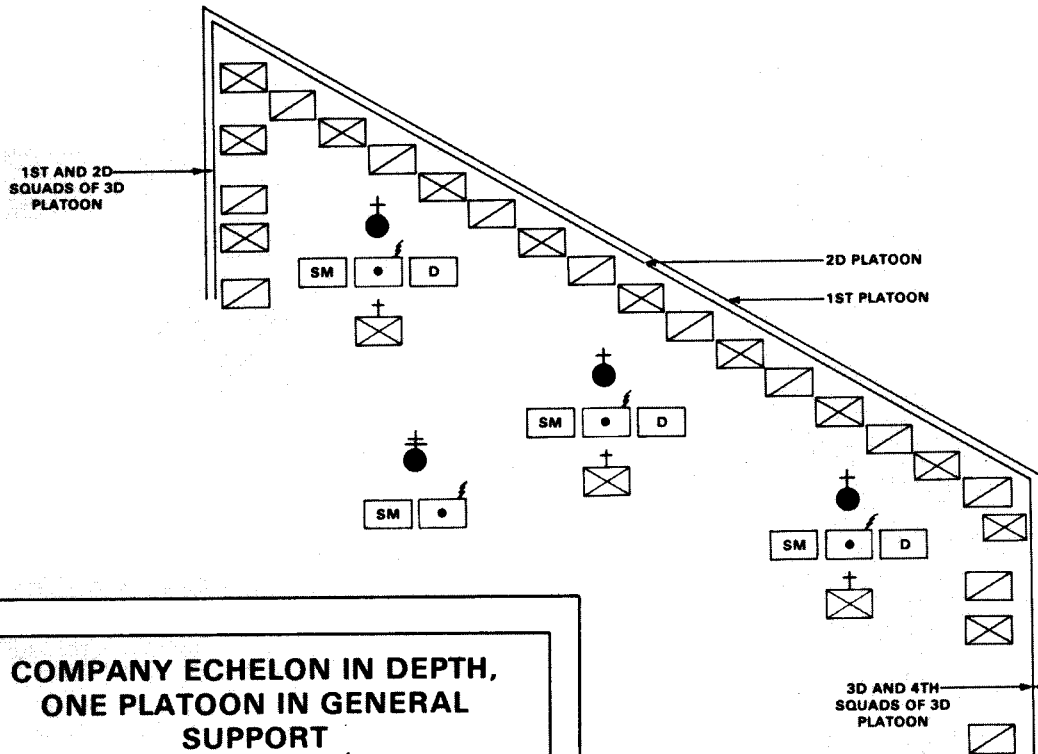 1ST AND 2D
SQUADS OF 3D
PLATOON
SM
D
2D PLATOON
1ST PLATOON
SM
D
SM
SM
D
COMPANY ECHELON IN DEPTH,
ONE PLATOON IN GENERAL
SUPPORT
3D AND 4TH
SQUADS OF 3D
PLATOON